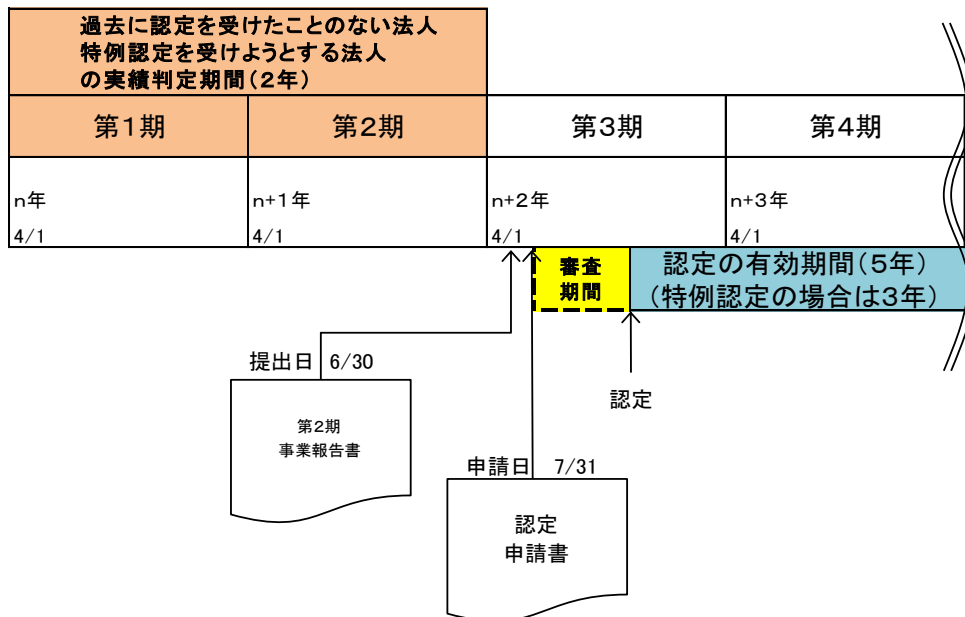 過去に認定を受けたことのない法人
特例認定を受けようとする法人
の実績判定期間(2年)
第1期
第2期
第3期
第4期
n年
n+1年
n+2年
n+3年
4/1
4/1
4/1
4/1
審査
期間
認定の有効期間(5年)
(特例認定の場合は3年)
提出日 6/30
認定
第2期
事業報告書
申請日 7/31
認定
申請書